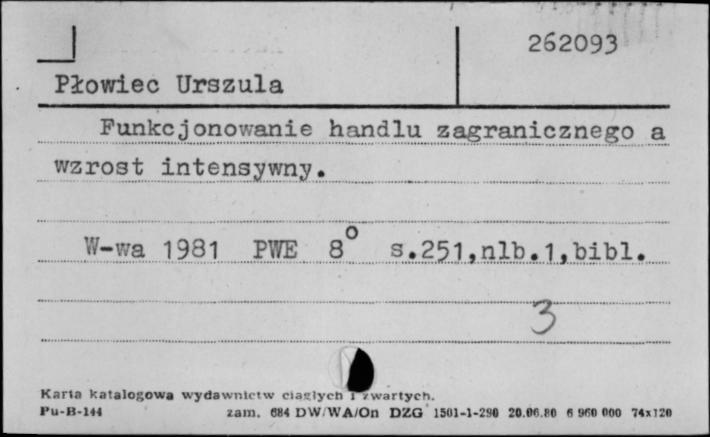 262093
Płowiec Urszula
Funkcjonowanie handlu zagranicznego a
wzrost intensywny.
W-wa 1981 PWE 8° s.251,nlb.1,bibl.
3
Karta katalogowa wydawnictw ciągłych i zwartych.
Pu-B-144 zam. 684 DW/WA/On DZG 1501-1-290 20.06.80 6 960 000 74x120